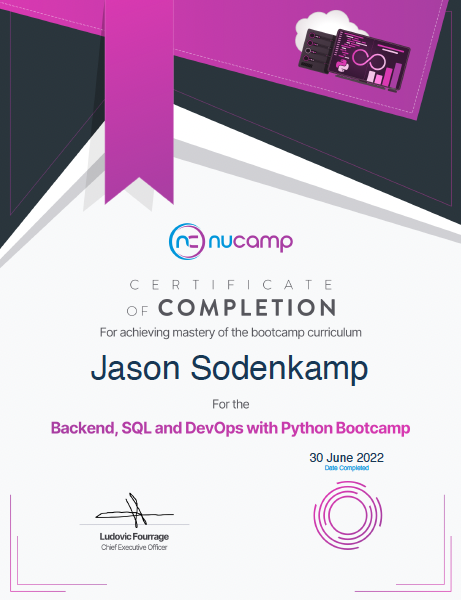 nc nucamp
CERTIFICATE
OF COMPLETION
For achieving mastery of the bootcamp curriculum
Jason Sodenkamp
For the
Backend, SQL and DevOps with Python Bootcamp
30 June 2022
Date Completed
Ludovic Fourrage
Chief Executive Officer